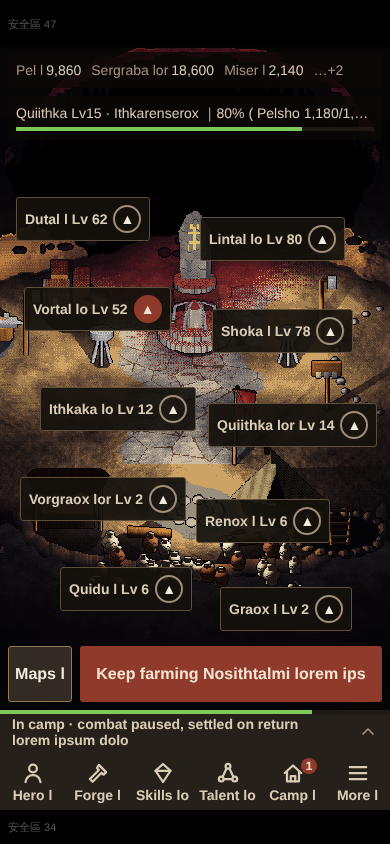 安全區 47
Pel l 9,860 Sergraba lor 18,600 Miser l 2,140 …+2
Quiithka Lv15 · Ithkarenserox | 80% ( Pelsho 1,180/1,…
Dutal l Lv 62
Lintal lo Lv 80
Vortal lo Lv 52
Shoka l Lv 78
Ithkaka lo Lv 12
Quiithka lor Lv 14
Vorgraox lor Lv 2
Renox l Lv 6
Quidu l Lv 6
Graox l Lv 2
Maps l
Keep farming Nosithtalmi lorem ips
In camp · combat paused, settled on return
lorem ipsum dolo
1
Hero l Forge l Skills lo Talent lo Camp l More l
安全區 34